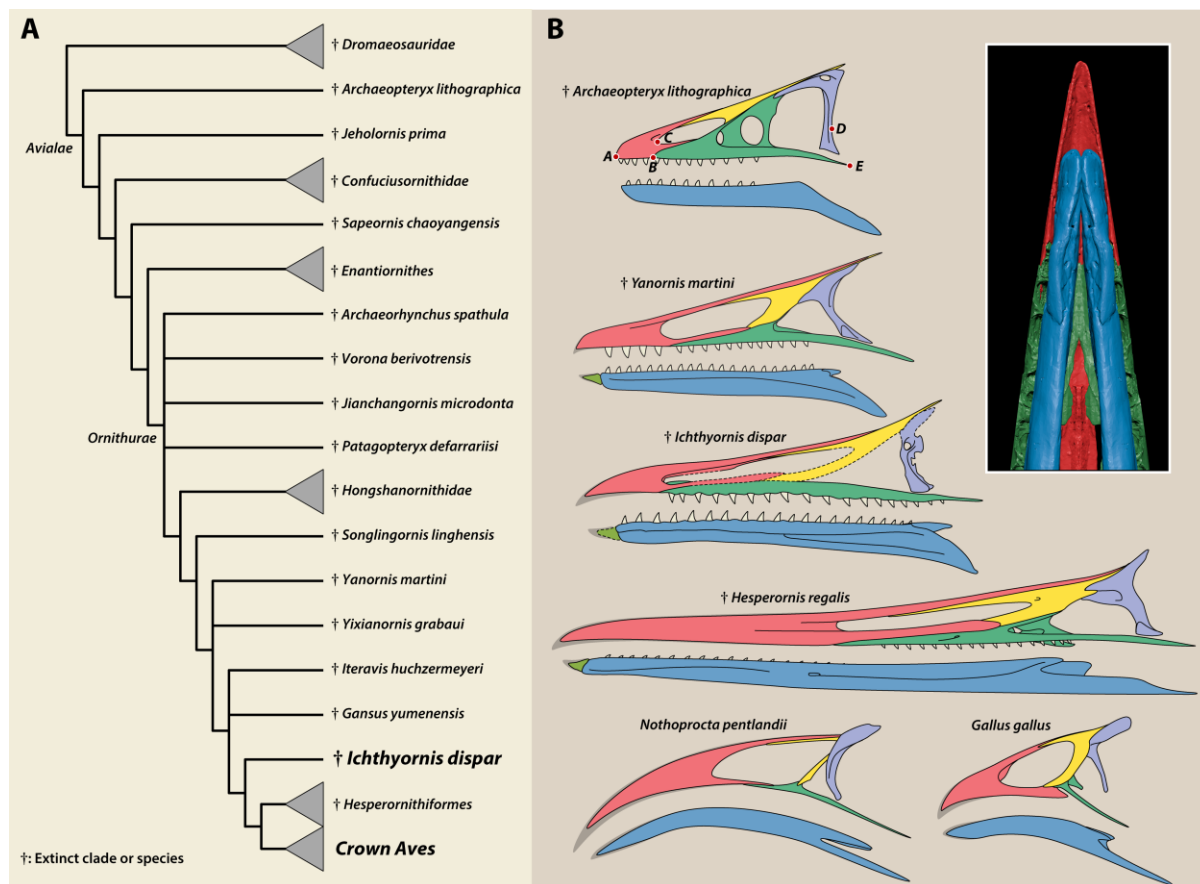 A
† Dromaeosauridae
† Archaeopteryx lithographica
† Jeholornis prima
Avialae
† Confuciusornithidae
† Sapeornis chaoyangensis
† Enantiornithes
† Archaeorhynchus spathula
† Vorona berivotrensis
† Jianchangornis microdonta
Ornithurae
† Patagopteryx defarrariisi
† Hongshanornithidae
† Songlingornis linghensis
† Yanornis martini
† Yixianornis grabaui
† Iteravis huchzermeyeri
† Gansus yumenensis
† Ichthyornis dispar
† Hesperornithiformes
Crown Aves
†: Extinct clade or species
B
† Archaeopteryx lithographica
A
B
C
D
E
† Yanornis martini
† Ichthyornis dispar
† Hesperornis regalis
Nothoprocta pentlandii
Gallus gallus